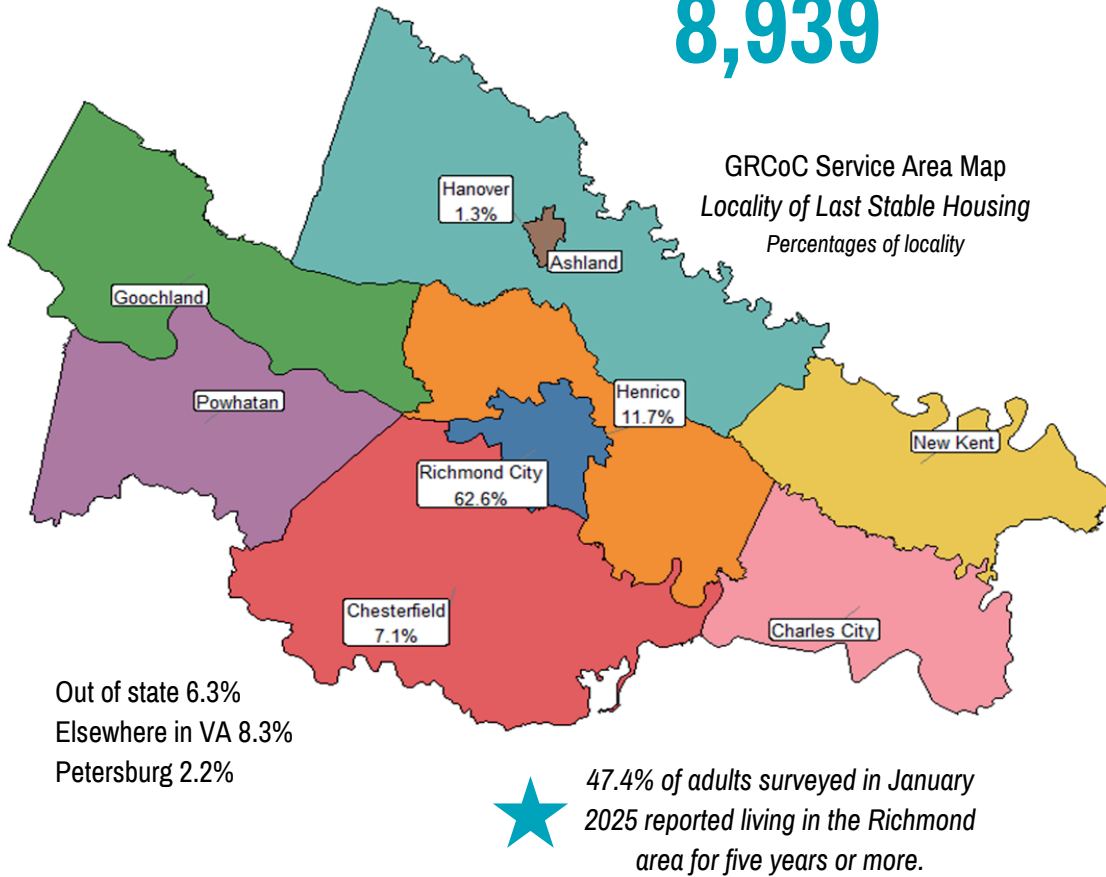 8,939
GRCoC Service Area Map
Locality of Last Stable Housing
Percentages of locality
Hanover
1.3%
Ashland
Goochland
Powhatan
Henrico
11.7%
New Kent
Richmond City
62.6%
Chesterfield
7.1%
Charles City
Out of state 6.3%
Elsewhere in VA 8.3%
Petersburg 2.2%
47.4% of adults surveyed in January
2025 reported living in the Richmond
area for five years or more.